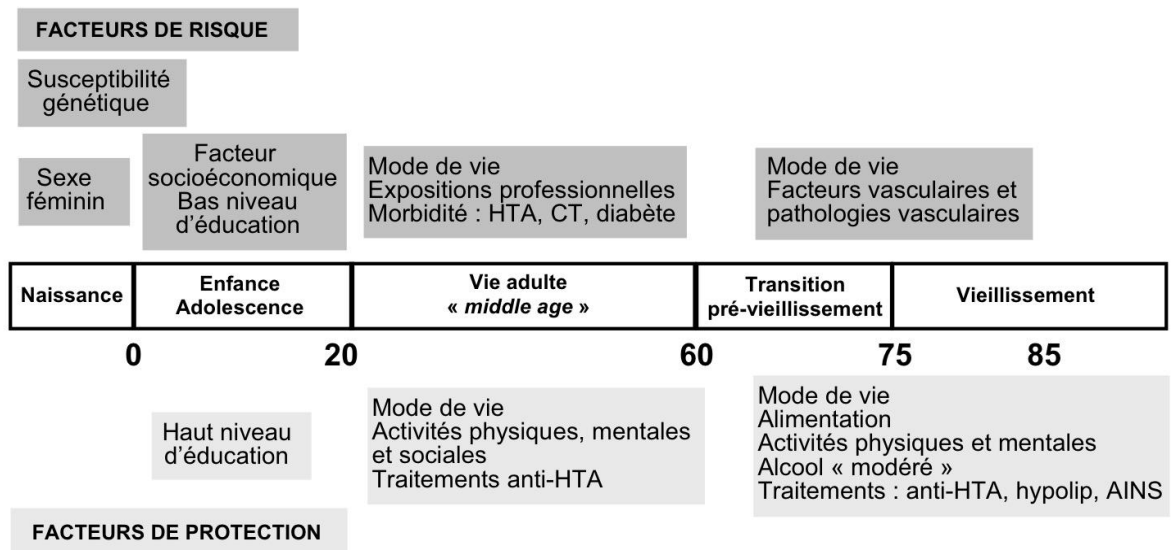 FACTEURS DE RISQUE
Susceptibilité
génétique
Sexe
féminin
Facteur
socioéconomique
Bas niveau
d’éducation
Mode de vie
Expositions professionnelles
Morbidité : HTA, CT, diabète
Mode de vie
Facteurs vasculaires et
pathologies vasculaires
Naissance
Enfance
Adolescence
Vie adulte
« middle age »
Transition
pré-vieillissement
Vieillissement
0
20
60
75
85
Haut niveau
d’éducation
Mode de vie
Activités physiques, mentales
et sociales
Traitements anti-HTA
Mode de vie
Alimentation
Activités physiques et mentales
Alcool « modéré »
Traitements : anti-HTA, hypolip, AINS
FACTEURS DE PROTECTION